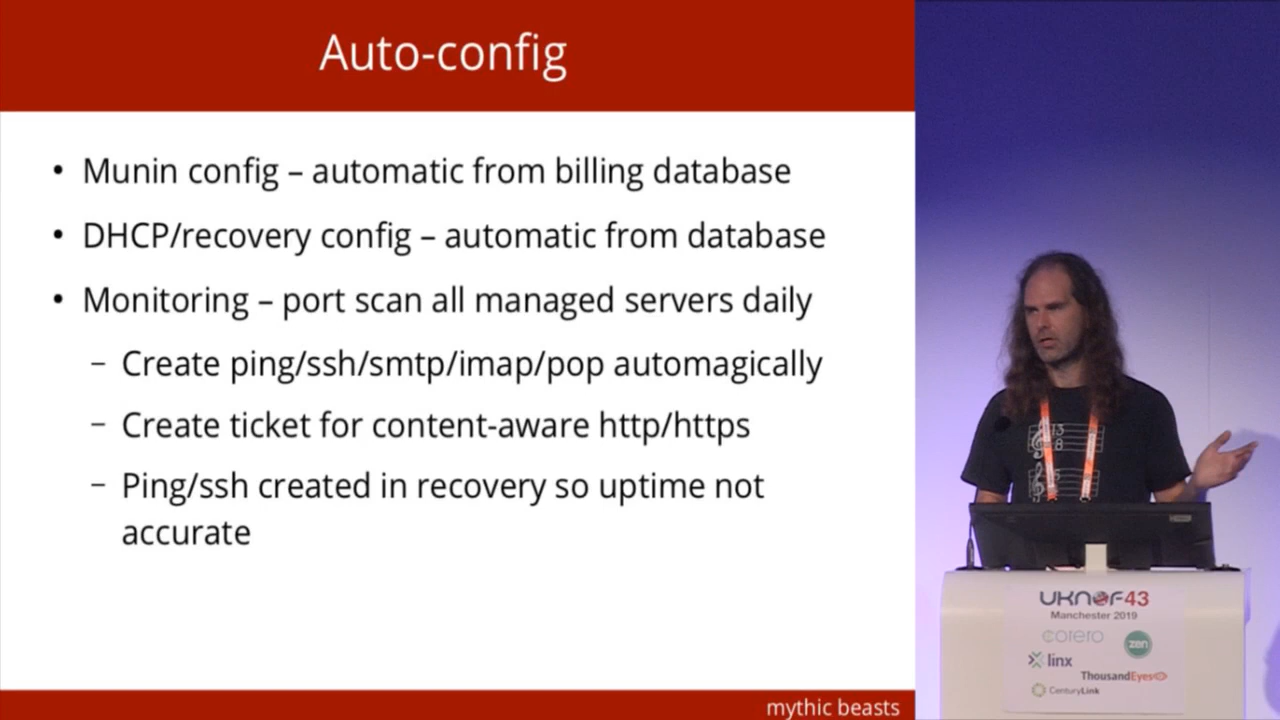 Auto-config
• Munin config – automatic from billing database
• DHCP/recovery config – automatic from database
• Monitoring – port scan all managed servers daily
– Create ping/ssh/smtp/imap/pop automagically
– Create ticket for content-aware http/https
– Ping/ssh created in recovery so uptime not
accurate
mythic beasts
13
8
UKNOF43
Manchester 2019
corero
zen
linx
ThousandEyes
CenturyLink